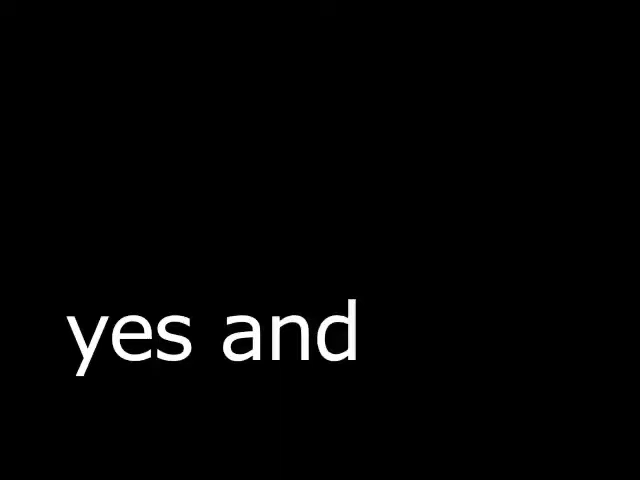 yes and